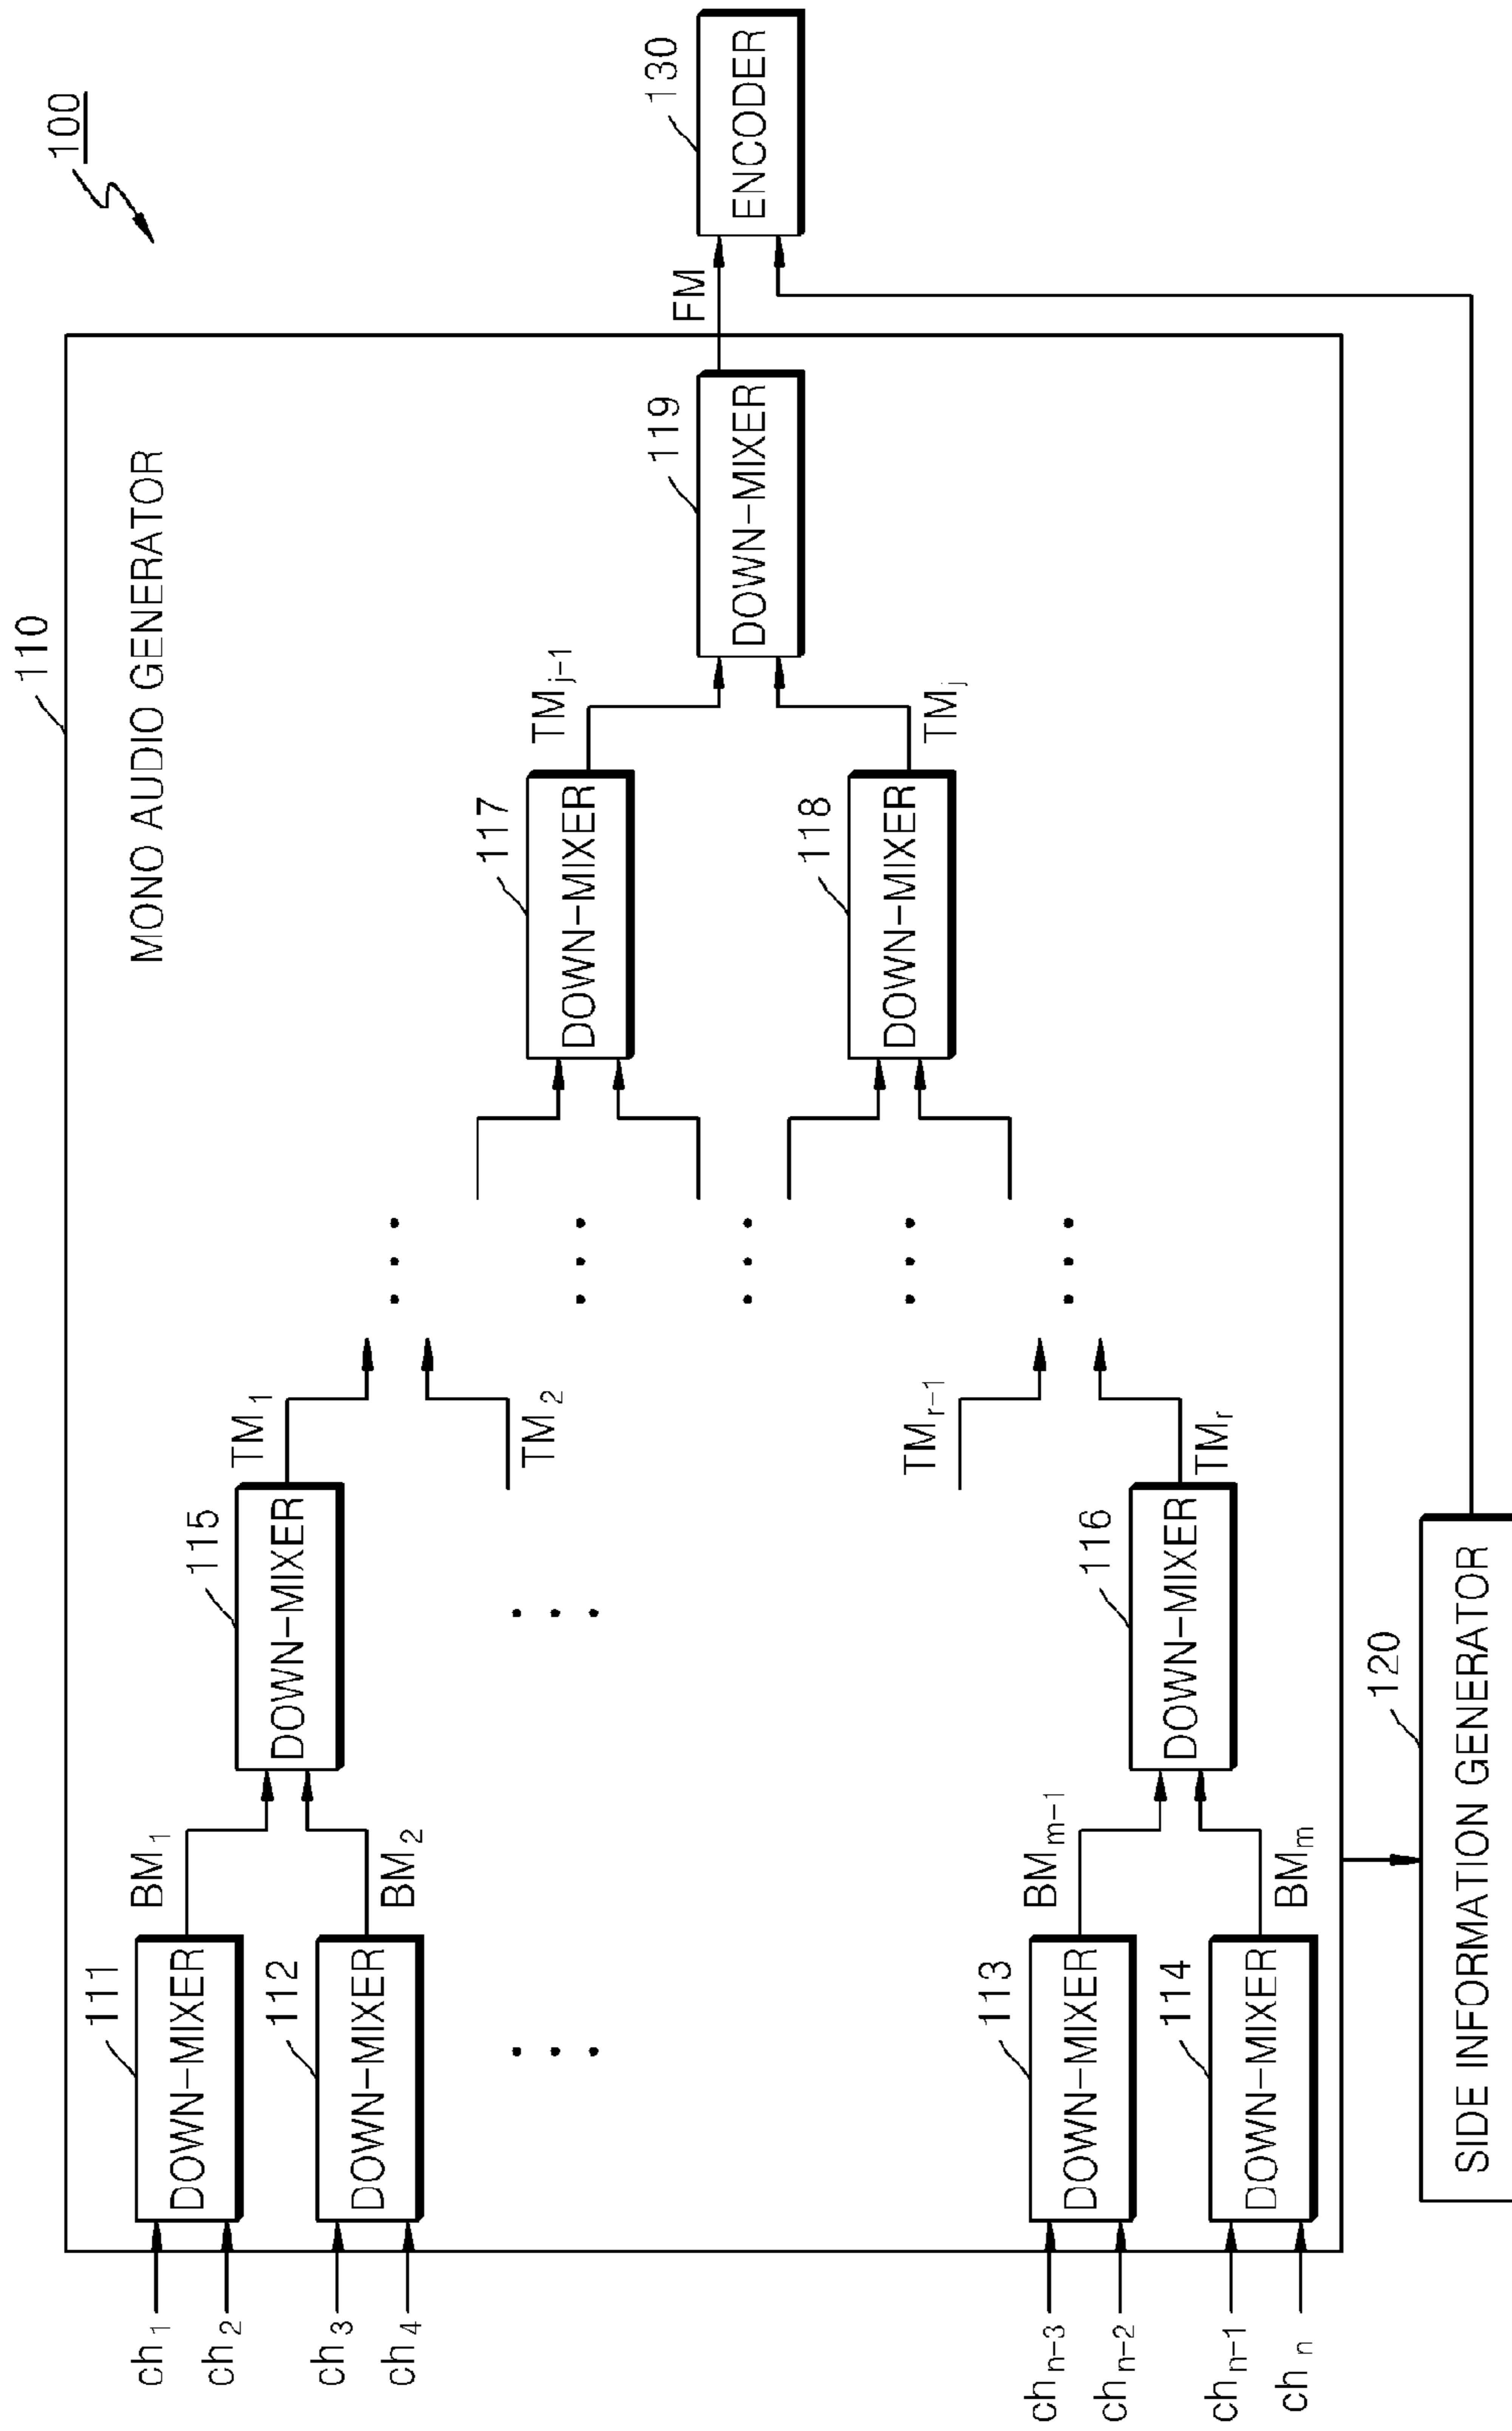 100
110
MONO AUDIO GENERATOR
ch₁
ch₂
111
DOWN-MIXER
BM₁
ch₃
ch₄
112
DOWN-MIXER
BM₂
115
DOWN-MIXER
TM₁
TM₂
117
DOWN-MIXER
TMⱼ₋₁
118
DOWN-MIXER
TMⱼ
119
DOWN-MIXER
FM
130
ENCODER
chₙ₋₃
chₙ₋₂
113
DOWN-MIXER
BMₘ₋₁
chₙ₋₁
chₙ
114
DOWN-MIXER
BMₘ
116
DOWN-MIXER
TMᵣ₋₁
TMᵣ
120
SIDE INFORMATION GENERATOR